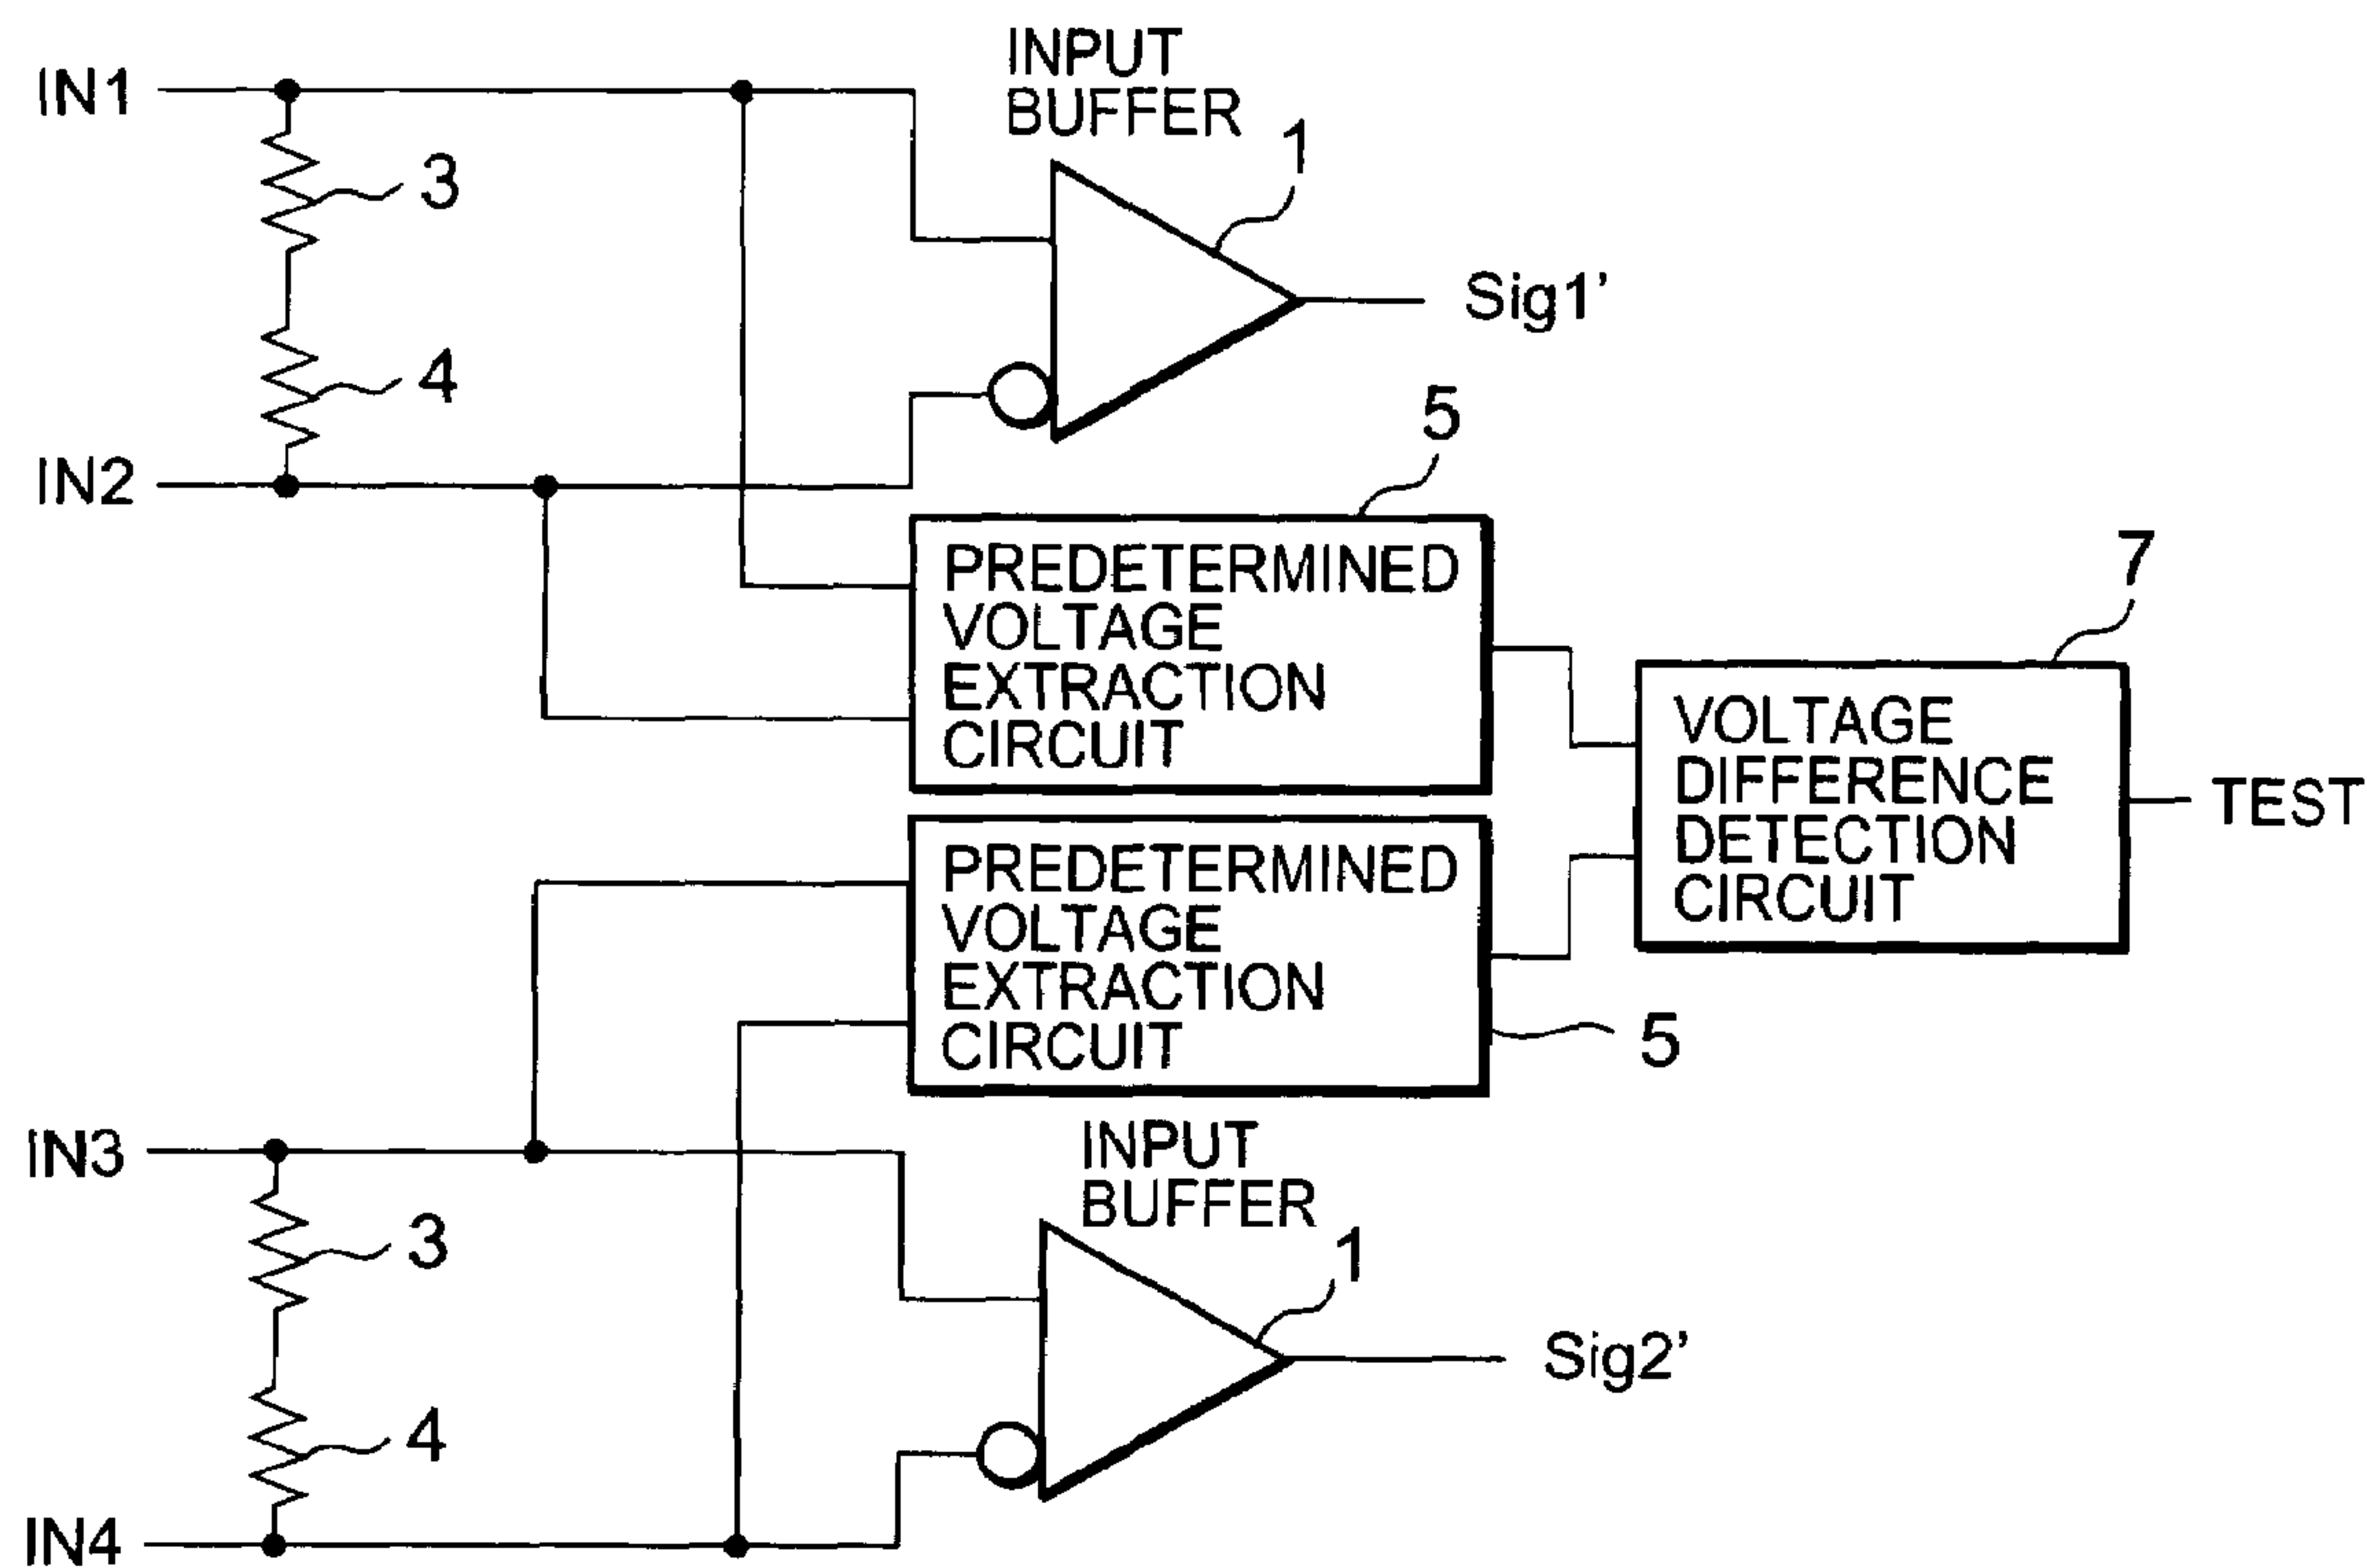 INPUT
BUFFER
IN1
1
3
Sig1’
4
5
IN2
PREDETERMINED
VOLTAGE
EXTRACTION
CIRCUIT
7
VOLTAGE
DIFFERENCE
DETECTION
CIRCUIT
TEST
PREDETERMINED
VOLTAGE
EXTRACTION
CIRCUIT
5
IN3
INPUT
BUFFER
3
1
Sig2’
4
IN4